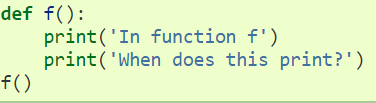 def f():
    print('In function f')
    print('When does this print?')
f()